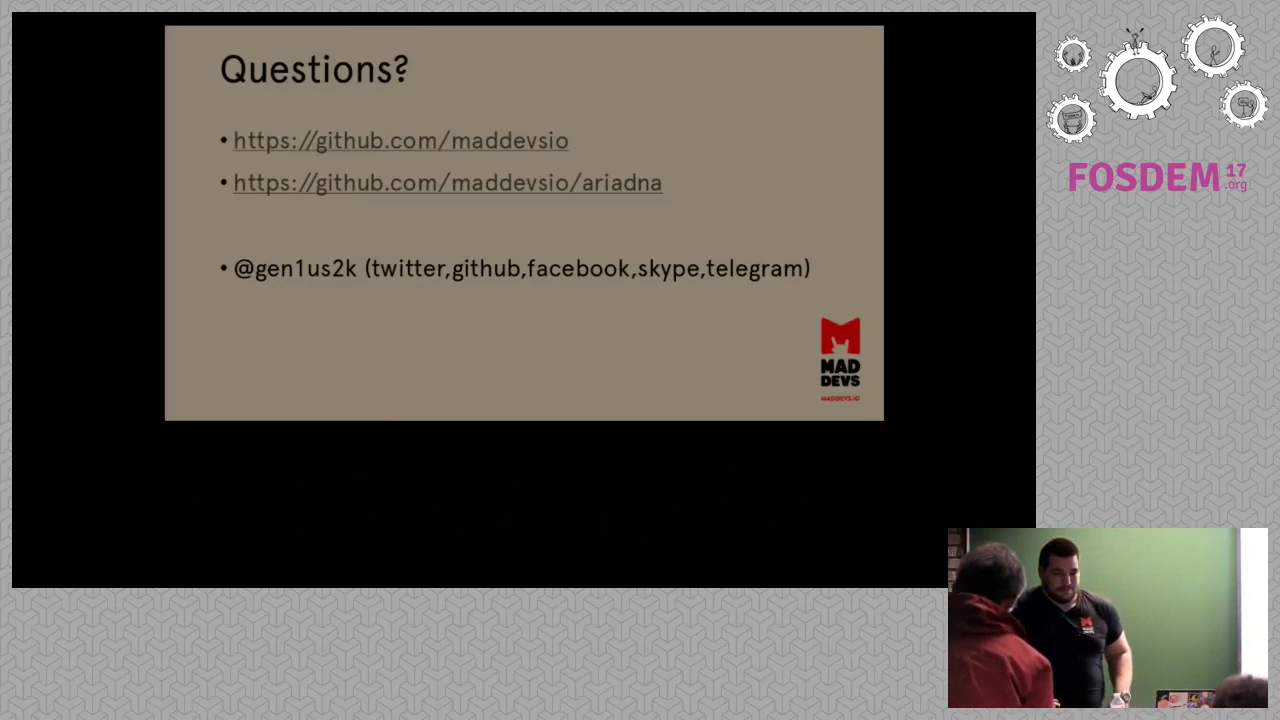 Questions?
• https://github.com/maddevsio
• https://github.com/maddevsio/ariadna
• @gen1us2k (twitter,github,facebook,skype,telegram)
MAD
DEVS
MADDEVS.IO
FOSDEM 17
.org